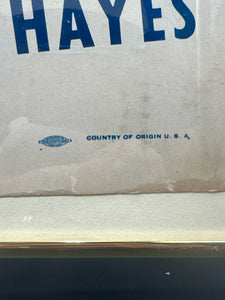 HAYES
COUNTRY OF ORIGIN U. S. A.